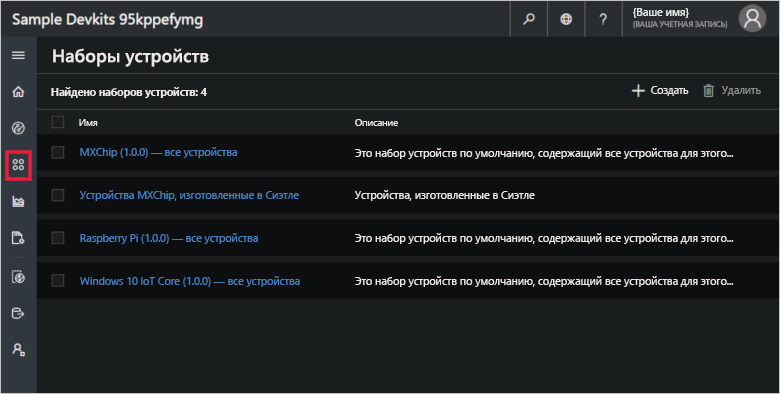 Sample Devkits 95kppefymg
?
{Ваше имя}
(ВАША УЧЕТНАЯ ЗАПИСЬ)
Наборы устройств
Найдено наборов устройств: 4
Создать
Удалить
Имя
Описание
MXChip (1.0.0) — все устройства
Это набор устройств по умолчанию, содержащий все устройства для этого...
Устройства MXChip, изготовленные в Сиэтле
Устройства, изготовленные в Сиэтле
Raspberry Pi (1.0.0) — все устройства
Это набор устройств по умолчанию, содержащий все устройства для этого...
Windows 10 IoT Core (1.0.0) — все устройства
Это набор устройств по умолчанию, содержащий все устройства для этого...